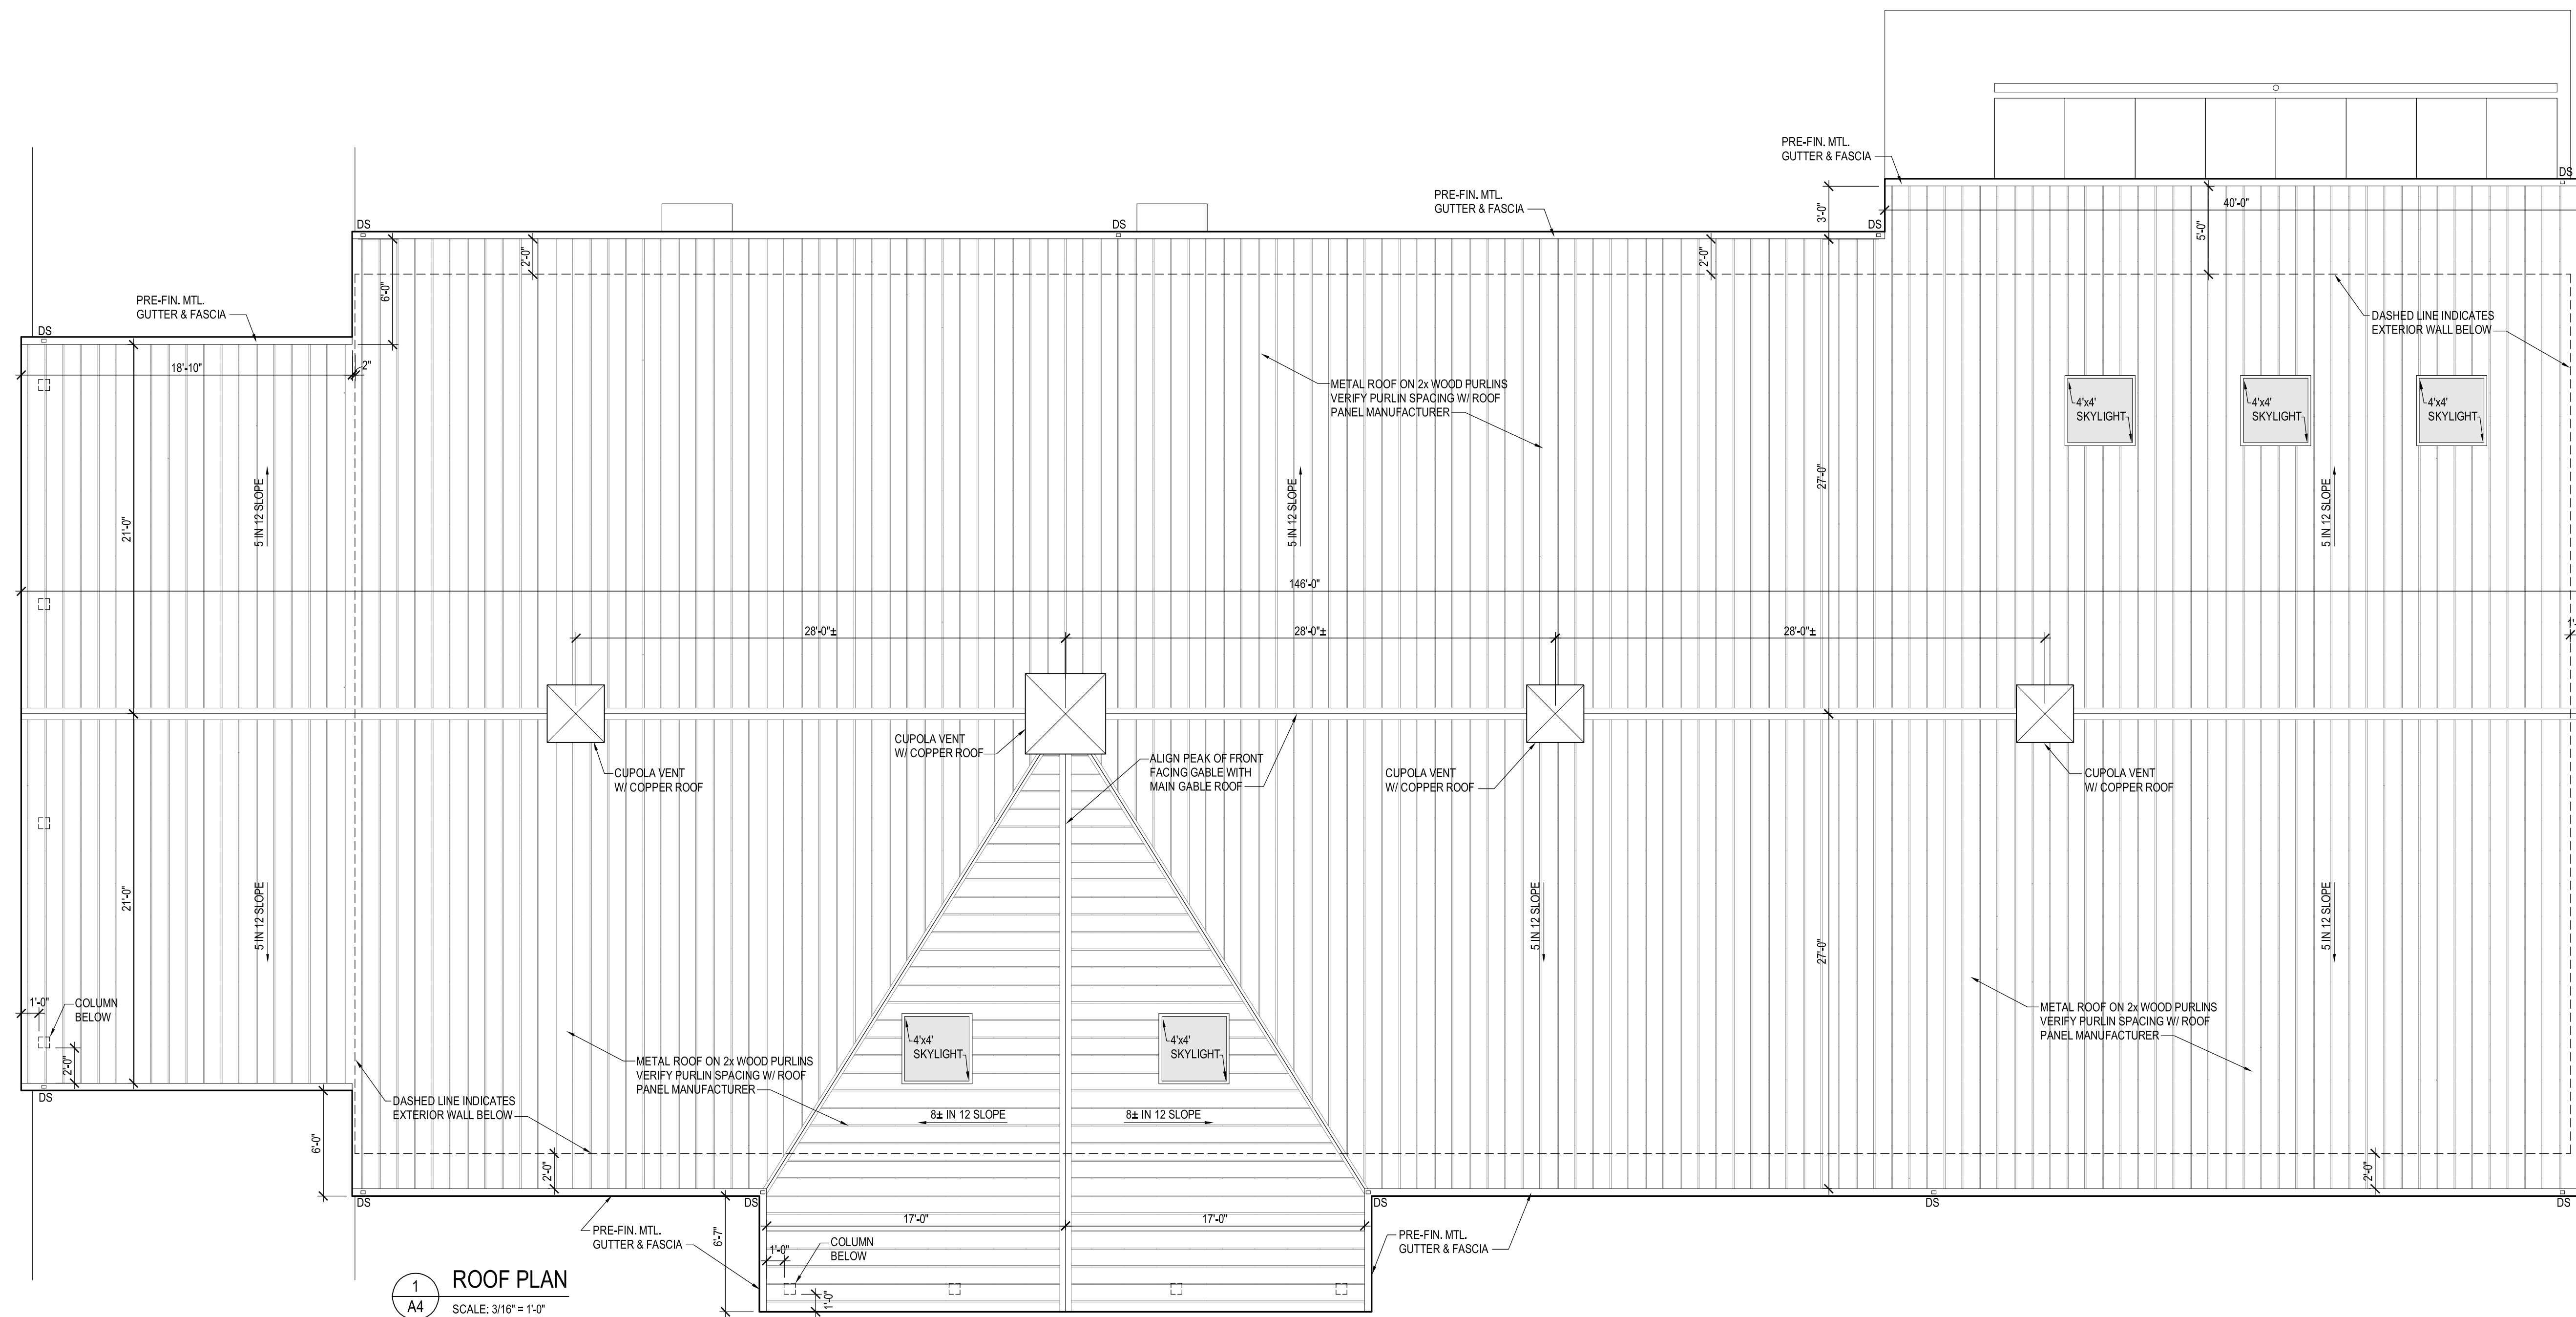 PRE-FIN. MTL.
GUTTER & FASCIA
DS
40'-0"
PRE-FIN. MTL.
GUTTER & FASCIA
3'-0"
5'-0"
DS
DS
DS
2'-0"
6'-0"
2'-0"
PRE-FIN. MTL.
GUTTER & FASCIA
DS
18'-10"
2"
DASHED LINE INDICATES
EXTERIOR WALL BELOW
METAL ROOF ON 2x WOOD PURLINS
VERIFY PURLIN SPACING W/ ROOF
PANEL MANUFACTURER
4'x4'
SKYLIGHT
4'x4'
SKYLIGHT
4'x4'
SKYLIGHT
21'-0"
5 IN 12 SLOPE
5 IN 12 SLOPE
27'-0"
5 IN 12 SLOPE
146'-0"
28'-0"±
28'-0"±
28'-0"±
CUPOLA VENT
W/ COPPER ROOF
CUPOLA VENT
W/ COPPER ROOF
ALIGN PEAK OF FRONT
FACING GABLE WITH
MAIN GABLE ROOF
CUPOLA VENT
W/ COPPER ROOF
CUPOLA VENT
W/ COPPER ROOF
21'-0"
5 IN 12 SLOPE
5 IN 12 SLOPE
27'-0"
5 IN 12 SLOPE
1'-0"
COLUMN
BELOW
2'-0"
DS
METAL ROOF ON 2x WOOD PURLINS
VERIFY PURLIN SPACING W/ ROOF
PANEL MANUFACTURER
4'x4'
SKYLIGHT
4'x4'
SKYLIGHT
METAL ROOF ON 2x WOOD PURLINS
VERIFY PURLIN SPACING W/ ROOF
PANEL MANUFACTURER
DASHED LINE INDICATES
EXTERIOR WALL BELOW
8± IN 12 SLOPE
8± IN 12 SLOPE
6'-0"
2'-0"
2'-0"
DS
DS
DS
DS
DS
17'-0"
17'-0"
PRE-FIN. MTL.
GUTTER & FASCIA
6'-7"
1'-0"
COLUMN
BELOW
1'-0"
PRE-FIN. MTL.
GUTTER & FASCIA
1
A4
ROOF PLAN
SCALE: 3/16" = 1'-0"